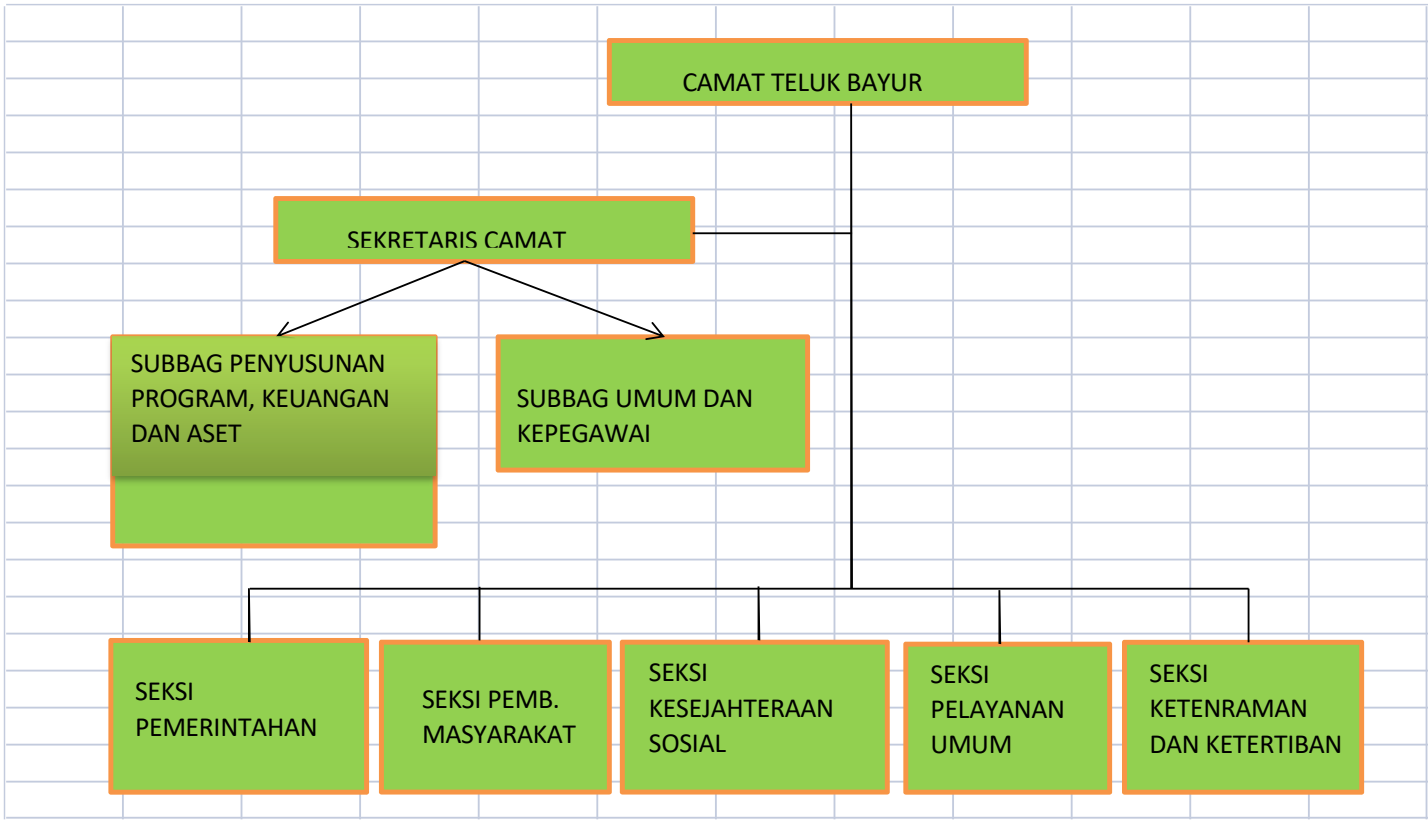 CAMAT TELUK BAYUR
SEKRETARIS CAMAT
SUBBAG PENYUSUNAN
PROGRAM, KEUANGAN
DAN ASET
SUBBAG UMUM DAN
KEPEGAWAI
SEKSI
PEMERINTAHAN
SEKSI PEMB.
MASYARAKAT
SEKSI
KESEJAHTERAAN
SOSIAL
SEKSI
PELAYANAN
UMUM
SEKSI
KETENRAMAN
DAN KETERTIBAN